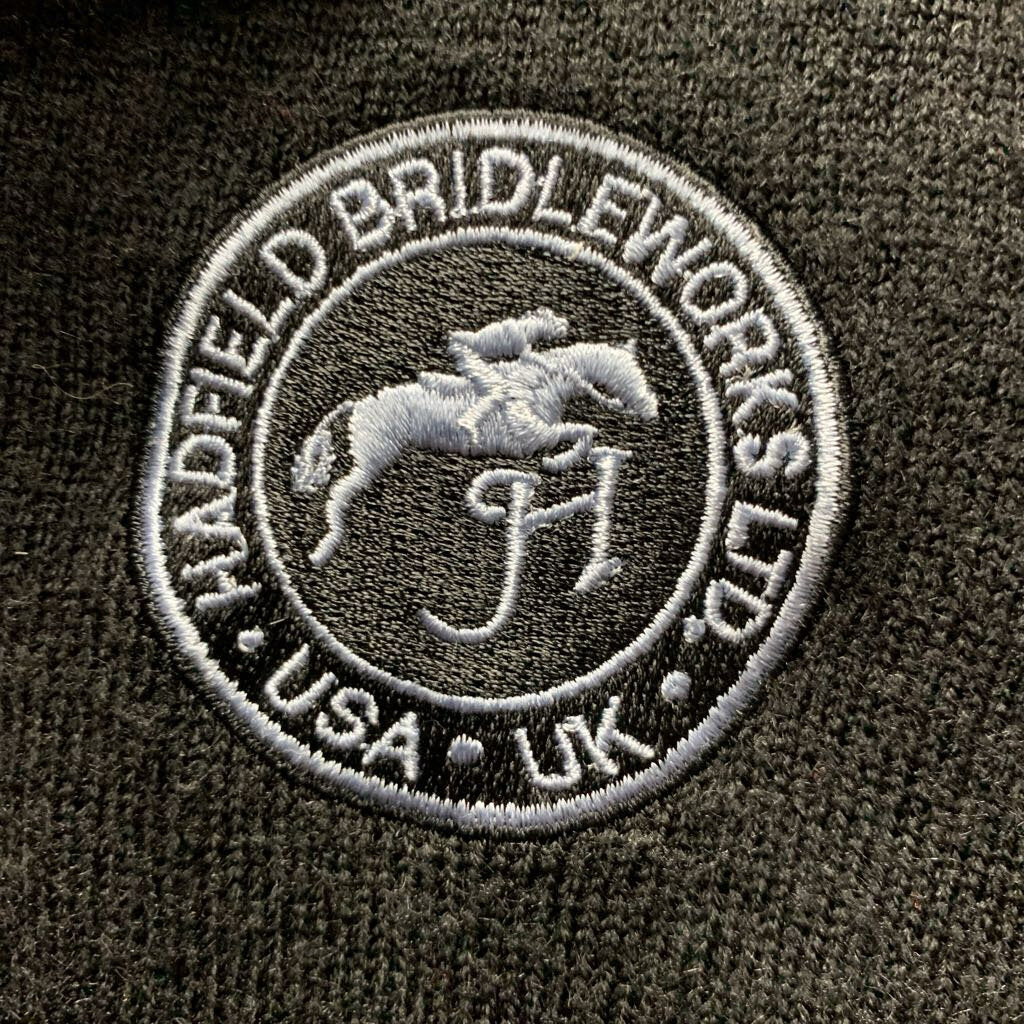 HADFIELD BRIDLEWORKS LTD.
H
• USA • UK •